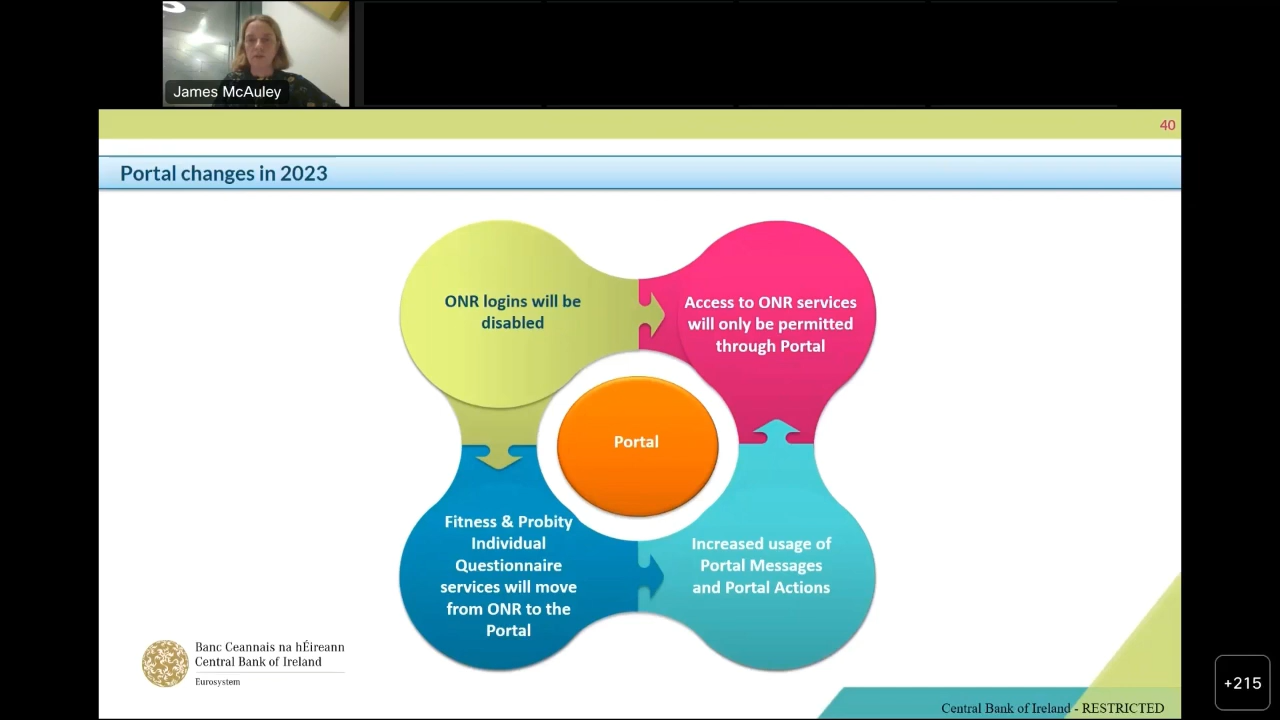 James McAuley
40
Portal changes in 2023
ONR logins will be
disabled
Access to ONR services
will only be permitted
through Portal
Portal
Fitness & Probity
Individual
Questionnaire
services will move
from ONR to the
Portal
Increased usage of
Portal Messages
and Portal Actions
Banc Ceannais na hÉireann
Central Bank of Ireland
Eurosystem
+215
Central Bank of Ireland - RESTRICTED